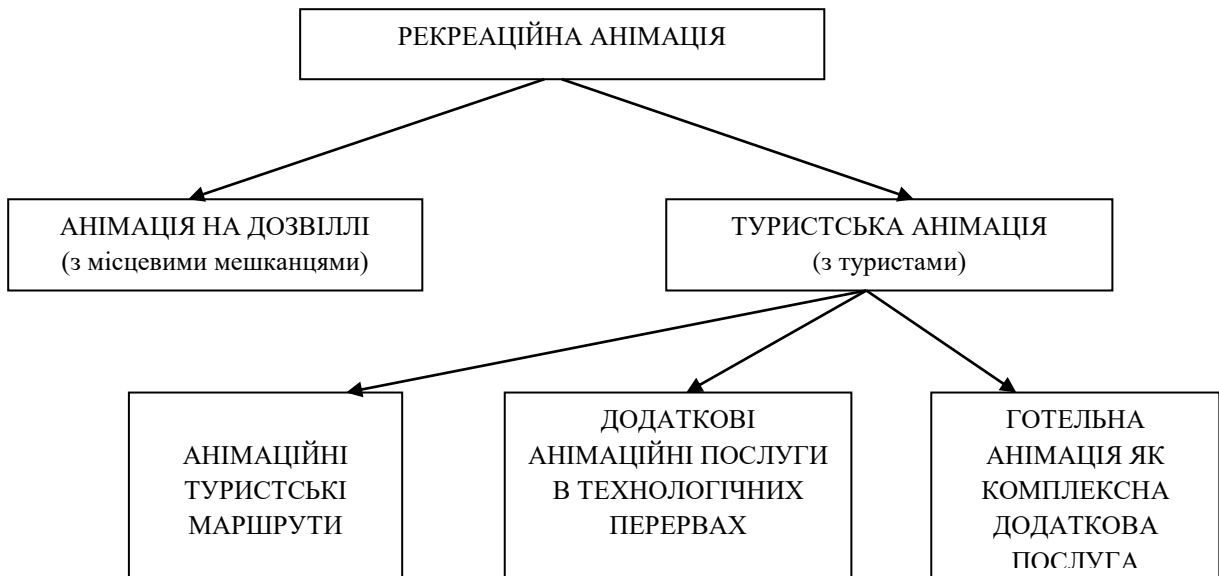 РЕКРЕАЦІЙНА АНІМАЦІЯ
АНІМАЦІЯ НА ДОЗВІЛЛІ
(з місцевими мешканцями)
ТУРИСТСЬКА АНІМАЦІЯ
(з туристами)
АНІМАЦІЙНІ
ТУРИСТСЬКІ
МАРШРУТИ
ДОДАТКОВІ
АНІМАЦІЙНІ ПОСЛУГИ
В ТЕХНОЛОГІЧНИХ
ПЕРЕРВАХ
ГОТЕЛЬНА
АНІМАЦІЯ ЯК
КОМПЛЕКСНА
ДОДАТКОВА
ПОСЛУГА